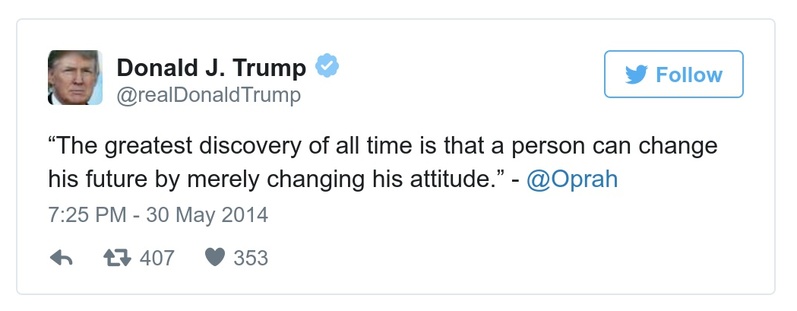 Donald J. Trump
@realDonaldTrump
Follow
“The greatest discovery of all time is that a person can change
his future by merely changing his attitude.” - @Oprah
7:25 PM - 30 May 2014
407 353